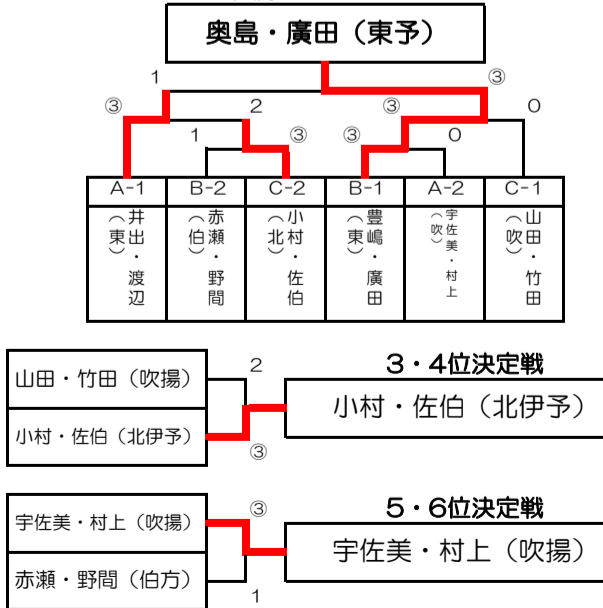 奥島・廣田（東予）
1
③
③
2
③
0
1
③
③
0
A-1
B-2
C-2
B-1
A-2
C-1
井出・渡辺（東）
赤瀬・野間（伯）
小村・佐伯（北）
豊嶋・廣田（東）
宇佐美・村上（吹）
山田・竹田（吹）
3・4位決定戦
山田・竹田（吹揚）
2
小村・佐伯（北伊予）
小村・佐伯（北伊予）
③
5・6位決定戦
宇佐美・村上（吹揚）
③
宇佐美・村上（吹揚）
赤瀬・野間（伯方）
1